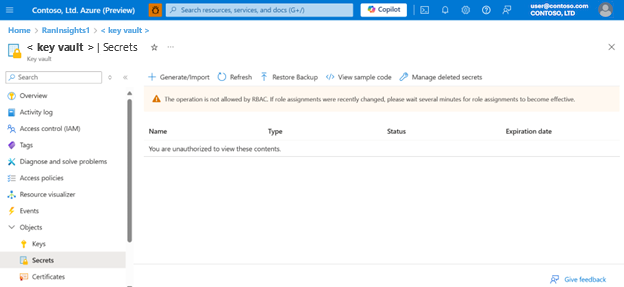 Contoso, Ltd. Azure (Preview)
Search resources, services, and docs (G+/)
Copilot
user@contoso.com
CONTOSO, LTD
Home > RanInsights1 > < key vault >
< key vault > | Secrets
Key vault
Search
Generate/Import
Refresh
Restore Backup
View sample code
Manage deleted secrets
Overview
Activity log
Access control (IAM)
Tags
Diagnose and solve problems
Access policies
Resource visualizer
Events
Objects
Keys
Secrets
Certificates
The operation is not allowed by RBAC. If role assignments were recently changed, please wait several minutes for role assignments to become effective.
Name Type Status Expiration date
You are unauthorized to view these contents.
Give feedback